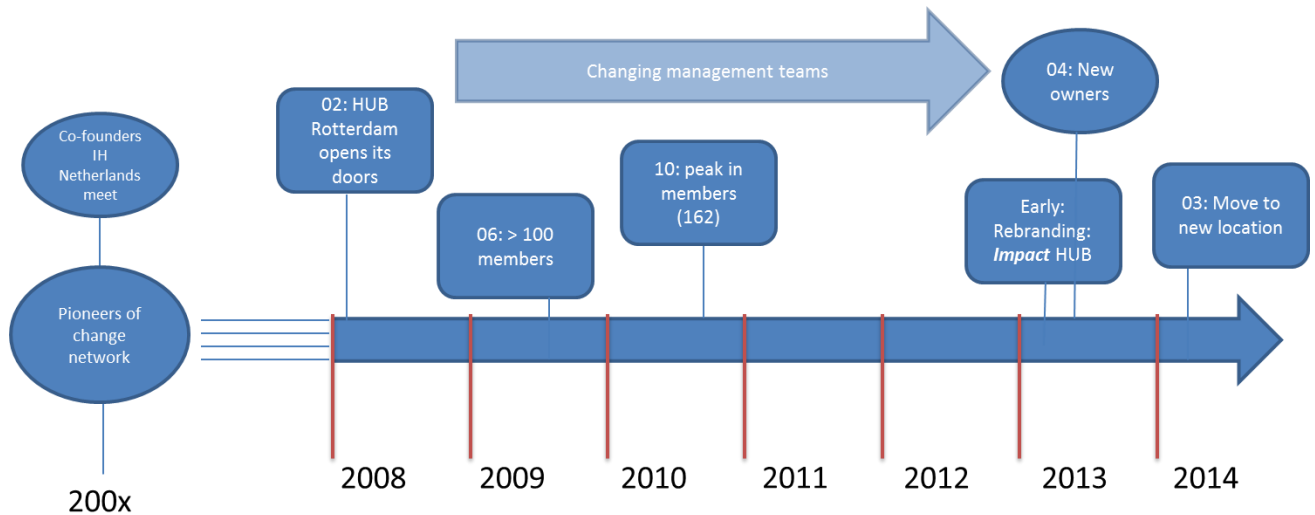 Changing management teams
04: New
owners
02: HUB
Rotterdam
opens its
doors
Co-founders
IH
Netherlands
meet
10: peak in
members
(162)
Early:
Rebranding:
Impact HUB
03: Move to
new location
06: > 100
members
Pioneers of
change
network
200x
2008
2009
2010
2011
2012
2013
2014